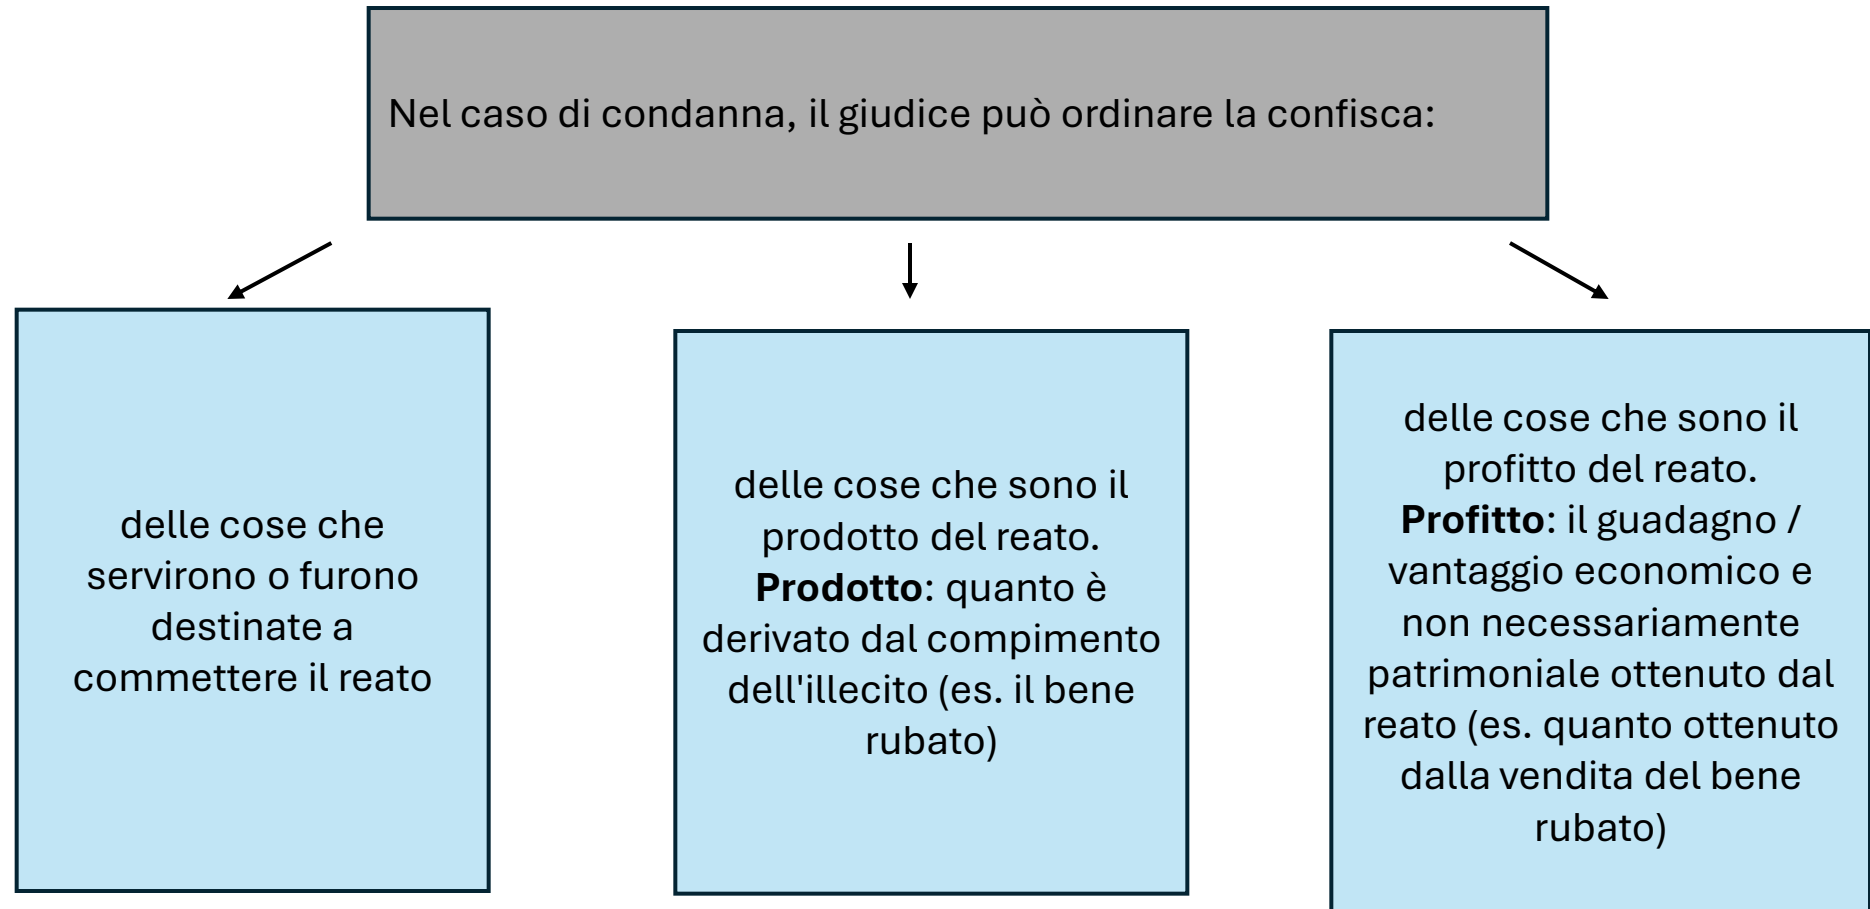 Nel caso di condanna, il giudice può ordinare la confisca:
delle cose che
servirono o furono
destinate a
commettere il reato
delle cose che sono il
prodotto del reato.
Prodotto: quanto è
derivato dal compimento
dell'illecito (es. il bene
rubato)
delle cose che sono il
profitto del reato.
Profitto: il guadagno /
vantaggio economico e
non necessariamente
patrimoniale ottenuto dal
reato (es. quanto ottenuto
dalla vendita del bene
rubato)